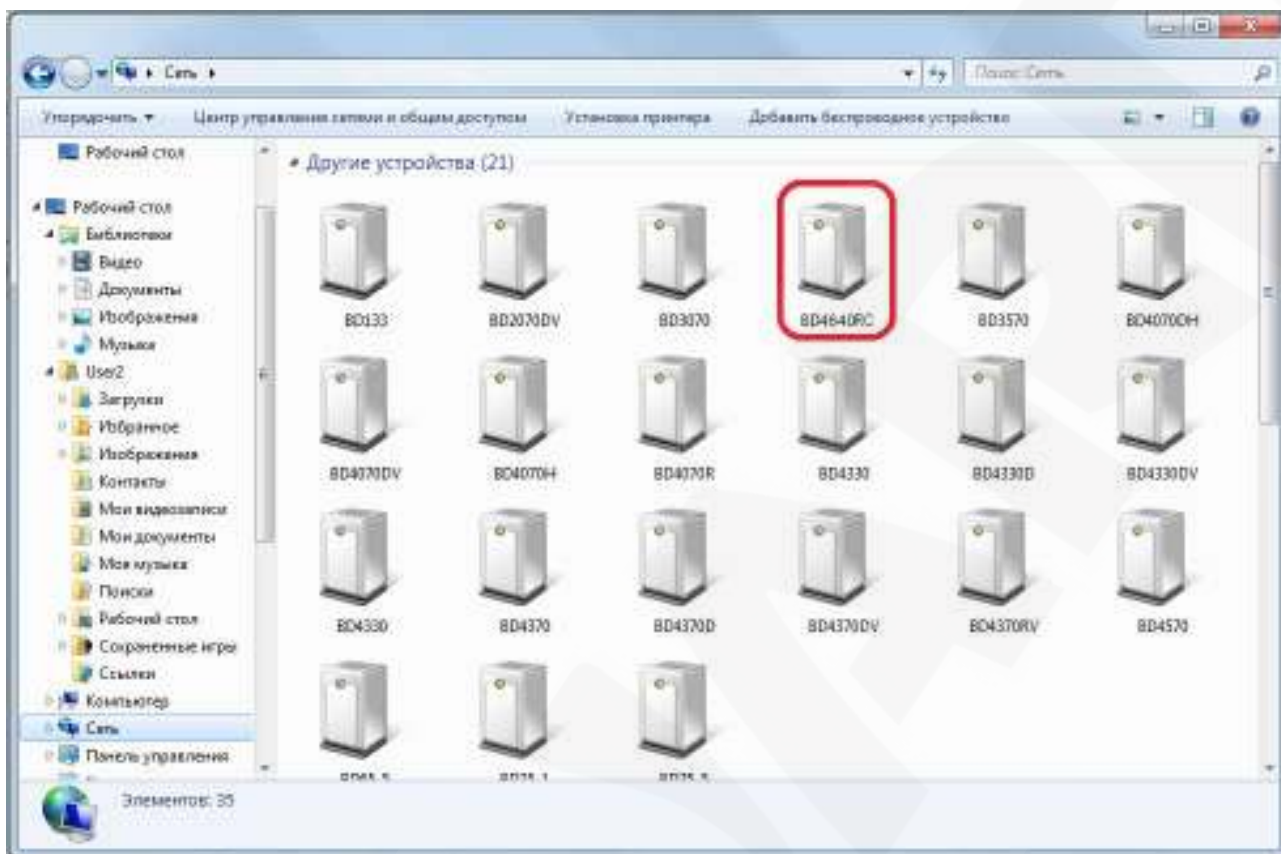 Сеть
Поиск: Сеть
Упорядочить
Центр управления сетями и общим доступом
Установка принтера
Добавить беспроводное устройство
Рабочий стол
Рабочий стол
Библиотеки
Видео
Документы
Изображения
Музыка
User2
Загрузки
Избранное
Изображения
Контакты
Мои видеозаписи
Мои документы
Моя музыка
Поиски
Рабочий стол
Сохраненные игры
Ссылки
Компьютер
Сеть
Панель управления
Другие устройства (21)
BD133 BD2070DV BD3070 BD4640RC BD3570 BD4070DH
BD4070DV BD4070H BD4070R BD4330 BD4330D BD4330DV
BD4330 BD4370 BD4370D BD4370DV BD4370RV BD4570
BD75_5
Элементов: 35